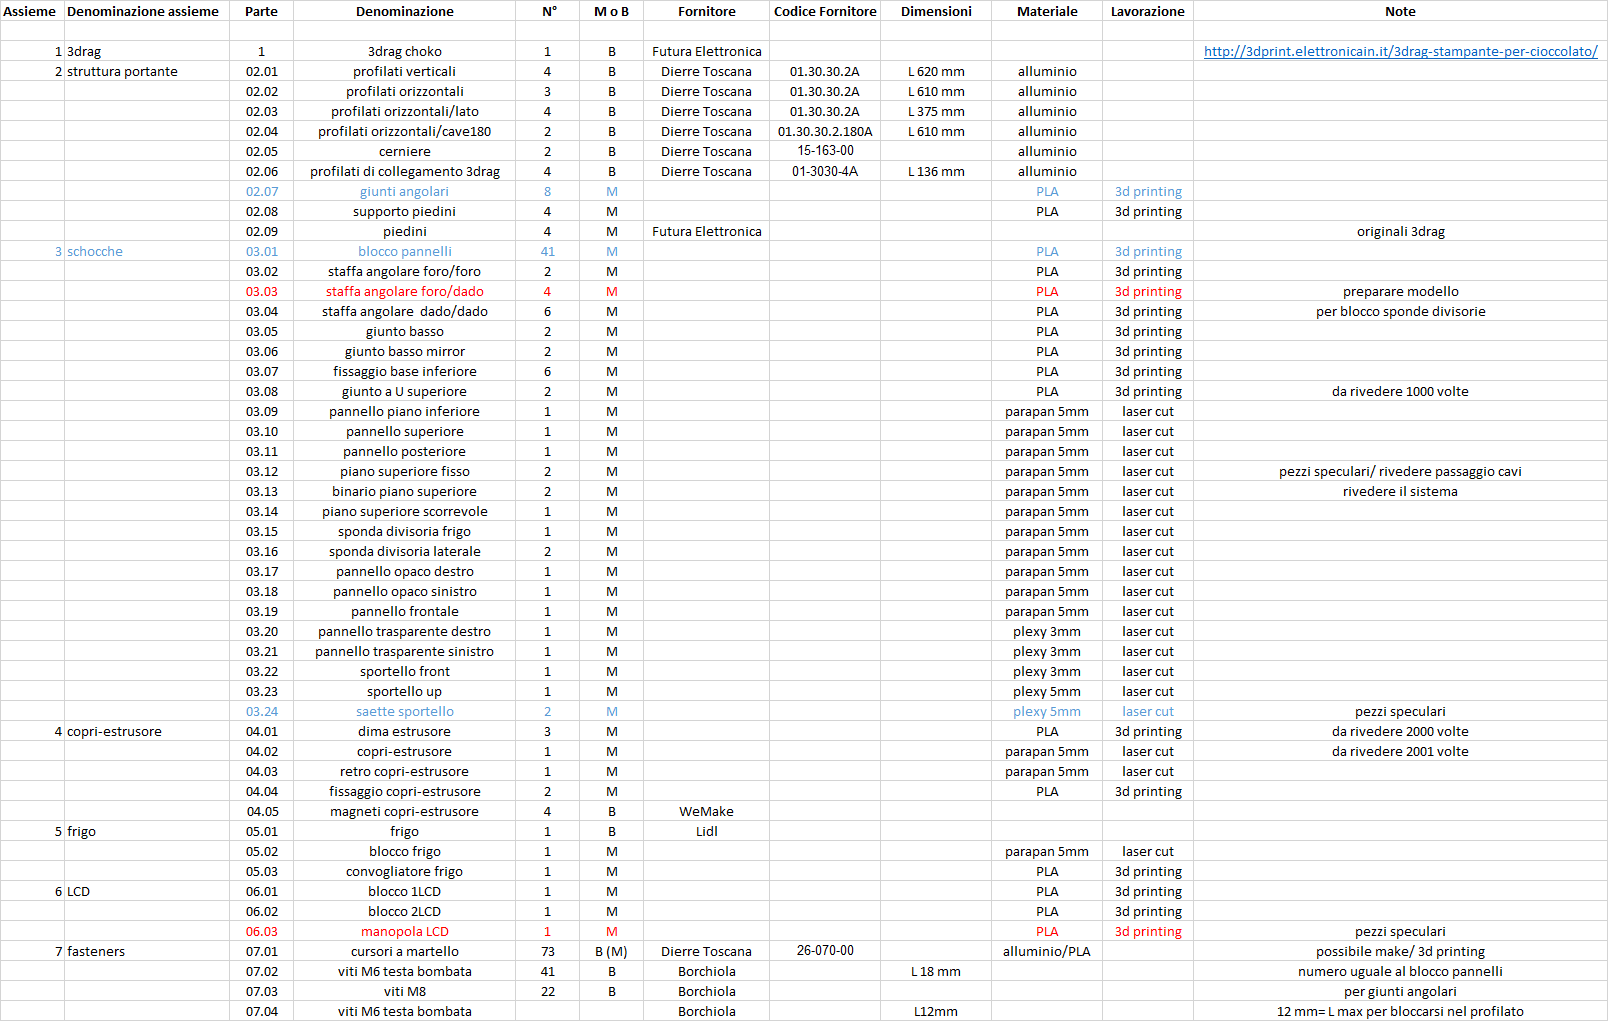 Assieme Denominazione assieme Parte Denominazione N° M o B Fornitore Codice Fornitore Dimensioni Materiale Lavorazione Note
1 3drag 1 3drag choko 1 B Futura Elettronica http://3dprint.elettronicain.it/3drag-stampante-per-cioccolato/
2 struttura portante 02.01 profilati verticali 4 B Dierre Toscana 01.30.30.2A L 620 mm alluminio
02.02 profilati orizzontali 3 B Dierre Toscana 01.30.30.2A L 610 mm alluminio
02.03 profilati orizzontali/lato 4 B Dierre Toscana 01.30.30.2A L 375 mm alluminio
02.04 profilati orizzontali/cave180 2 B Dierre Toscana 01.30.30.2.180A L 610 mm alluminio
02.05 cerniere 2 B Dierre Toscana 15-163-00 alluminio
02.06 profilati di collegamento 3drag 4 B Dierre Toscana 01-3030-4A L 136 mm alluminio
02.07 giunti angolari 8 M PLA 3d printing
02.08 supporto piedini 4 M PLA 3d printing
02.09 piedini 4 M Futura Elettronica originali 3drag
3 schocche 03.01 blocco pannelli 41 M PLA 3d printing
03.02 staffa angolare foro/foro 2 M PLA 3d printing
03.03 staffa angolare foro/dado 4 M PLA 3d printing preparare modello
03.04 staffa angolare  dado/dado 6 M PLA 3d printing per blocco sponde divisorie
03.05 giunto basso 2 M PLA 3d printing
03.06 giunto basso mirror 2 M PLA 3d printing
03.07 fissaggio base inferiore 6 M PLA 3d printing
03.08 giunto a U superiore 2 M PLA 3d printing da rivedere 1000 volte
03.09 pannello piano inferiore 1 M parapan 5mm laser cut
03.10 pannello superiore 1 M parapan 5mm laser cut
03.11 pannello posteriore 1 M parapan 5mm laser cut
03.12 piano superiore fisso 2 M parapan 5mm laser cut pezzi speculari/ rivedere passaggio cavi
03.13 binario piano superiore 2 M parapan 5mm laser cut rivedere il sistema
03.14 piano superiore scorrevole 1 M parapan 5mm laser cut
03.15 sponda divisoria frigo 1 M parapan 5mm laser cut
03.16 sponda divisoria laterale 2 M parapan 5mm laser cut
03.17 pannello opaco destro 1 M parapan 5mm laser cut
03.18 pannello opaco sinistro 1 M parapan 5mm laser cut
03.19 pannello frontale 1 M parapan 5mm laser cut
03.20 pannello trasparente destro 1 M plexy 3mm laser cut
03.21 pannello trasparente sinistro 1 M plexy 3mm laser cut
03.22 sportello front 1 M plexy 3mm laser cut
03.23 sportello up 1 M plexy 5mm laser cut
03.24 saette sportello 2 M plexy 5mm laser cut pezzi speculari
4 copri-estrusore 04.01 dima estrusore 3 M PLA 3d printing da rivedere 2000 volte
04.02 copri-estrusore 1 M parapan 5mm laser cut da rivedere 2001 volte
04.03 retro copri-estrusore 1 M parapan 5mm laser cut
04.04 fissaggio copri-estrusore 2 M PLA 3d printing
04.05 magneti copri-estrusore 4 B WeMake
5 frigo 05.01 frigo 1 B Lidl
05.02 blocco frigo 1 M parapan 5mm laser cut
05.03 convogliatore frigo 1 M PLA 3d printing
6 LCD 06.01 blocco 1LCD 1 M PLA 3d printing
06.02 blocco 2LCD 1 M PLA 3d printing
06.03 manopola LCD 1 M PLA 3d printing pezzi speculari
7 fasteners 07.01 cursori a martello 73 B (M) Dierre Toscana 26-070-00 alluminio/PLA possibile make/ 3d printing
07.02 viti M6 testa bombata 41 B Borchiola L 18 mm numero uguale al blocco pannelli
07.03 viti M8 22 B Borchiola per giunti angolari
07.04 viti M6 testa bombata Borchiola L12mm 12 mm= L max per bloccarsi nel profilato